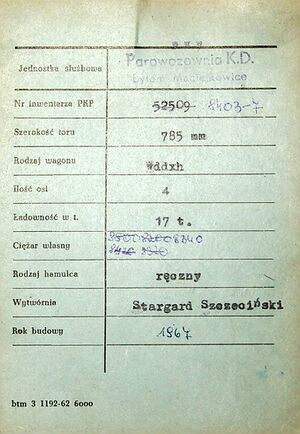 Jednostka służbowa Parowozownia K.D.
Bytom Maciejkowice
Nr inwentarza PKP 52509 8403-7
Szerokość toru 785 mm
Rodzaj wagonu Wddxh
Ilość osi 4
Ładowność w t. 17 t.
Ciężar własny 8340
Rodzaj hamulca ręczny
Wytwórnia Stargard Szczeciński
Rok budowy 1967
btm 3 1192-62 6000